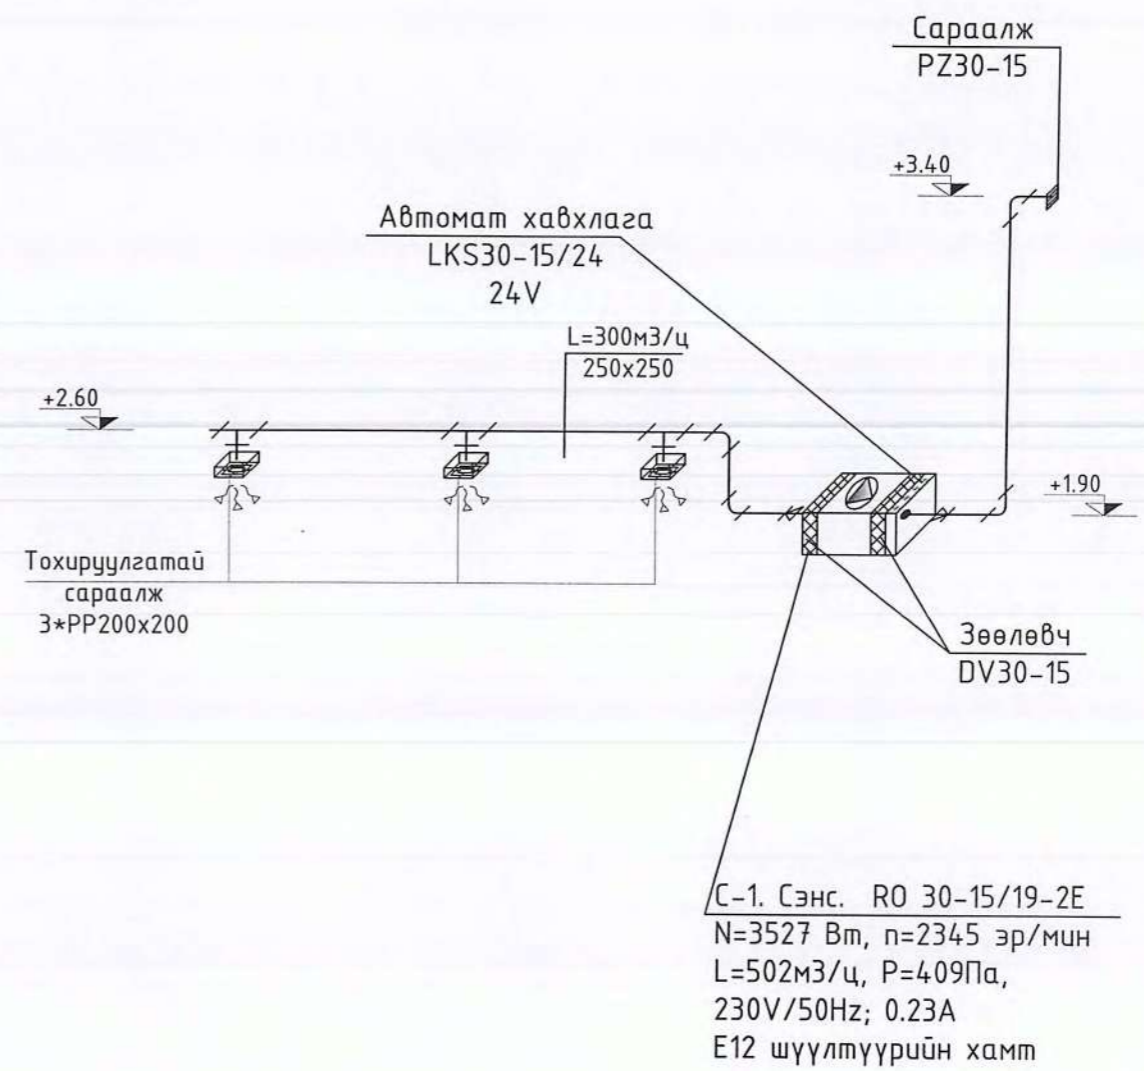 Сараалж
PZ30-15
+3.40
Автомат хавхлага
LKS30-15/24
24V
L=300м3/ц
250x250
+2.60
+1.90
Тохируулгатай
сараалж
3*PP200x200
Зөөлөвч
DV30-15
С-1. Сэнс. RO 30-15/19-2E
N=3527 Вт, n=2345 эр/мин
L=502м3/ц, P=409Па,
230V/50Hz; 0.23A
E12 шүүлтүүрийн хамт